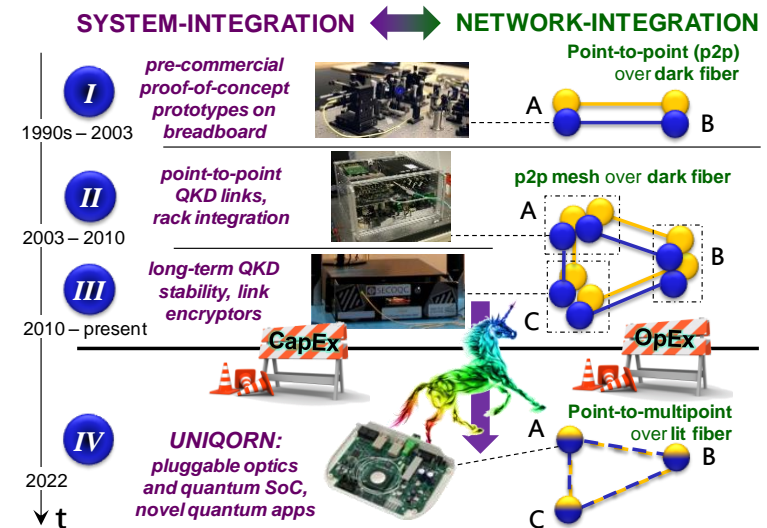 SYSTEM-INTEGRATION
NETWORK-INTEGRATION
I
1990s – 2003
pre-commercial
proof-of-concept
prototypes on
breadboard
Point-to-point (p2p)
over dark fiber
A
B
II
2003 – 2010
point-to-point
QKD links,
rack integration
p2p mesh over dark fiber
A
B
C
III
2010 – present
long-term QKD
stability, link
encryptors
SECOQC
CapEx
OpEx
IV
2022
UNIQORN:
pluggable optics
and quantum SoC,
novel quantum apps
Point-to-multipoint
over lit fiber
A
B
C
t